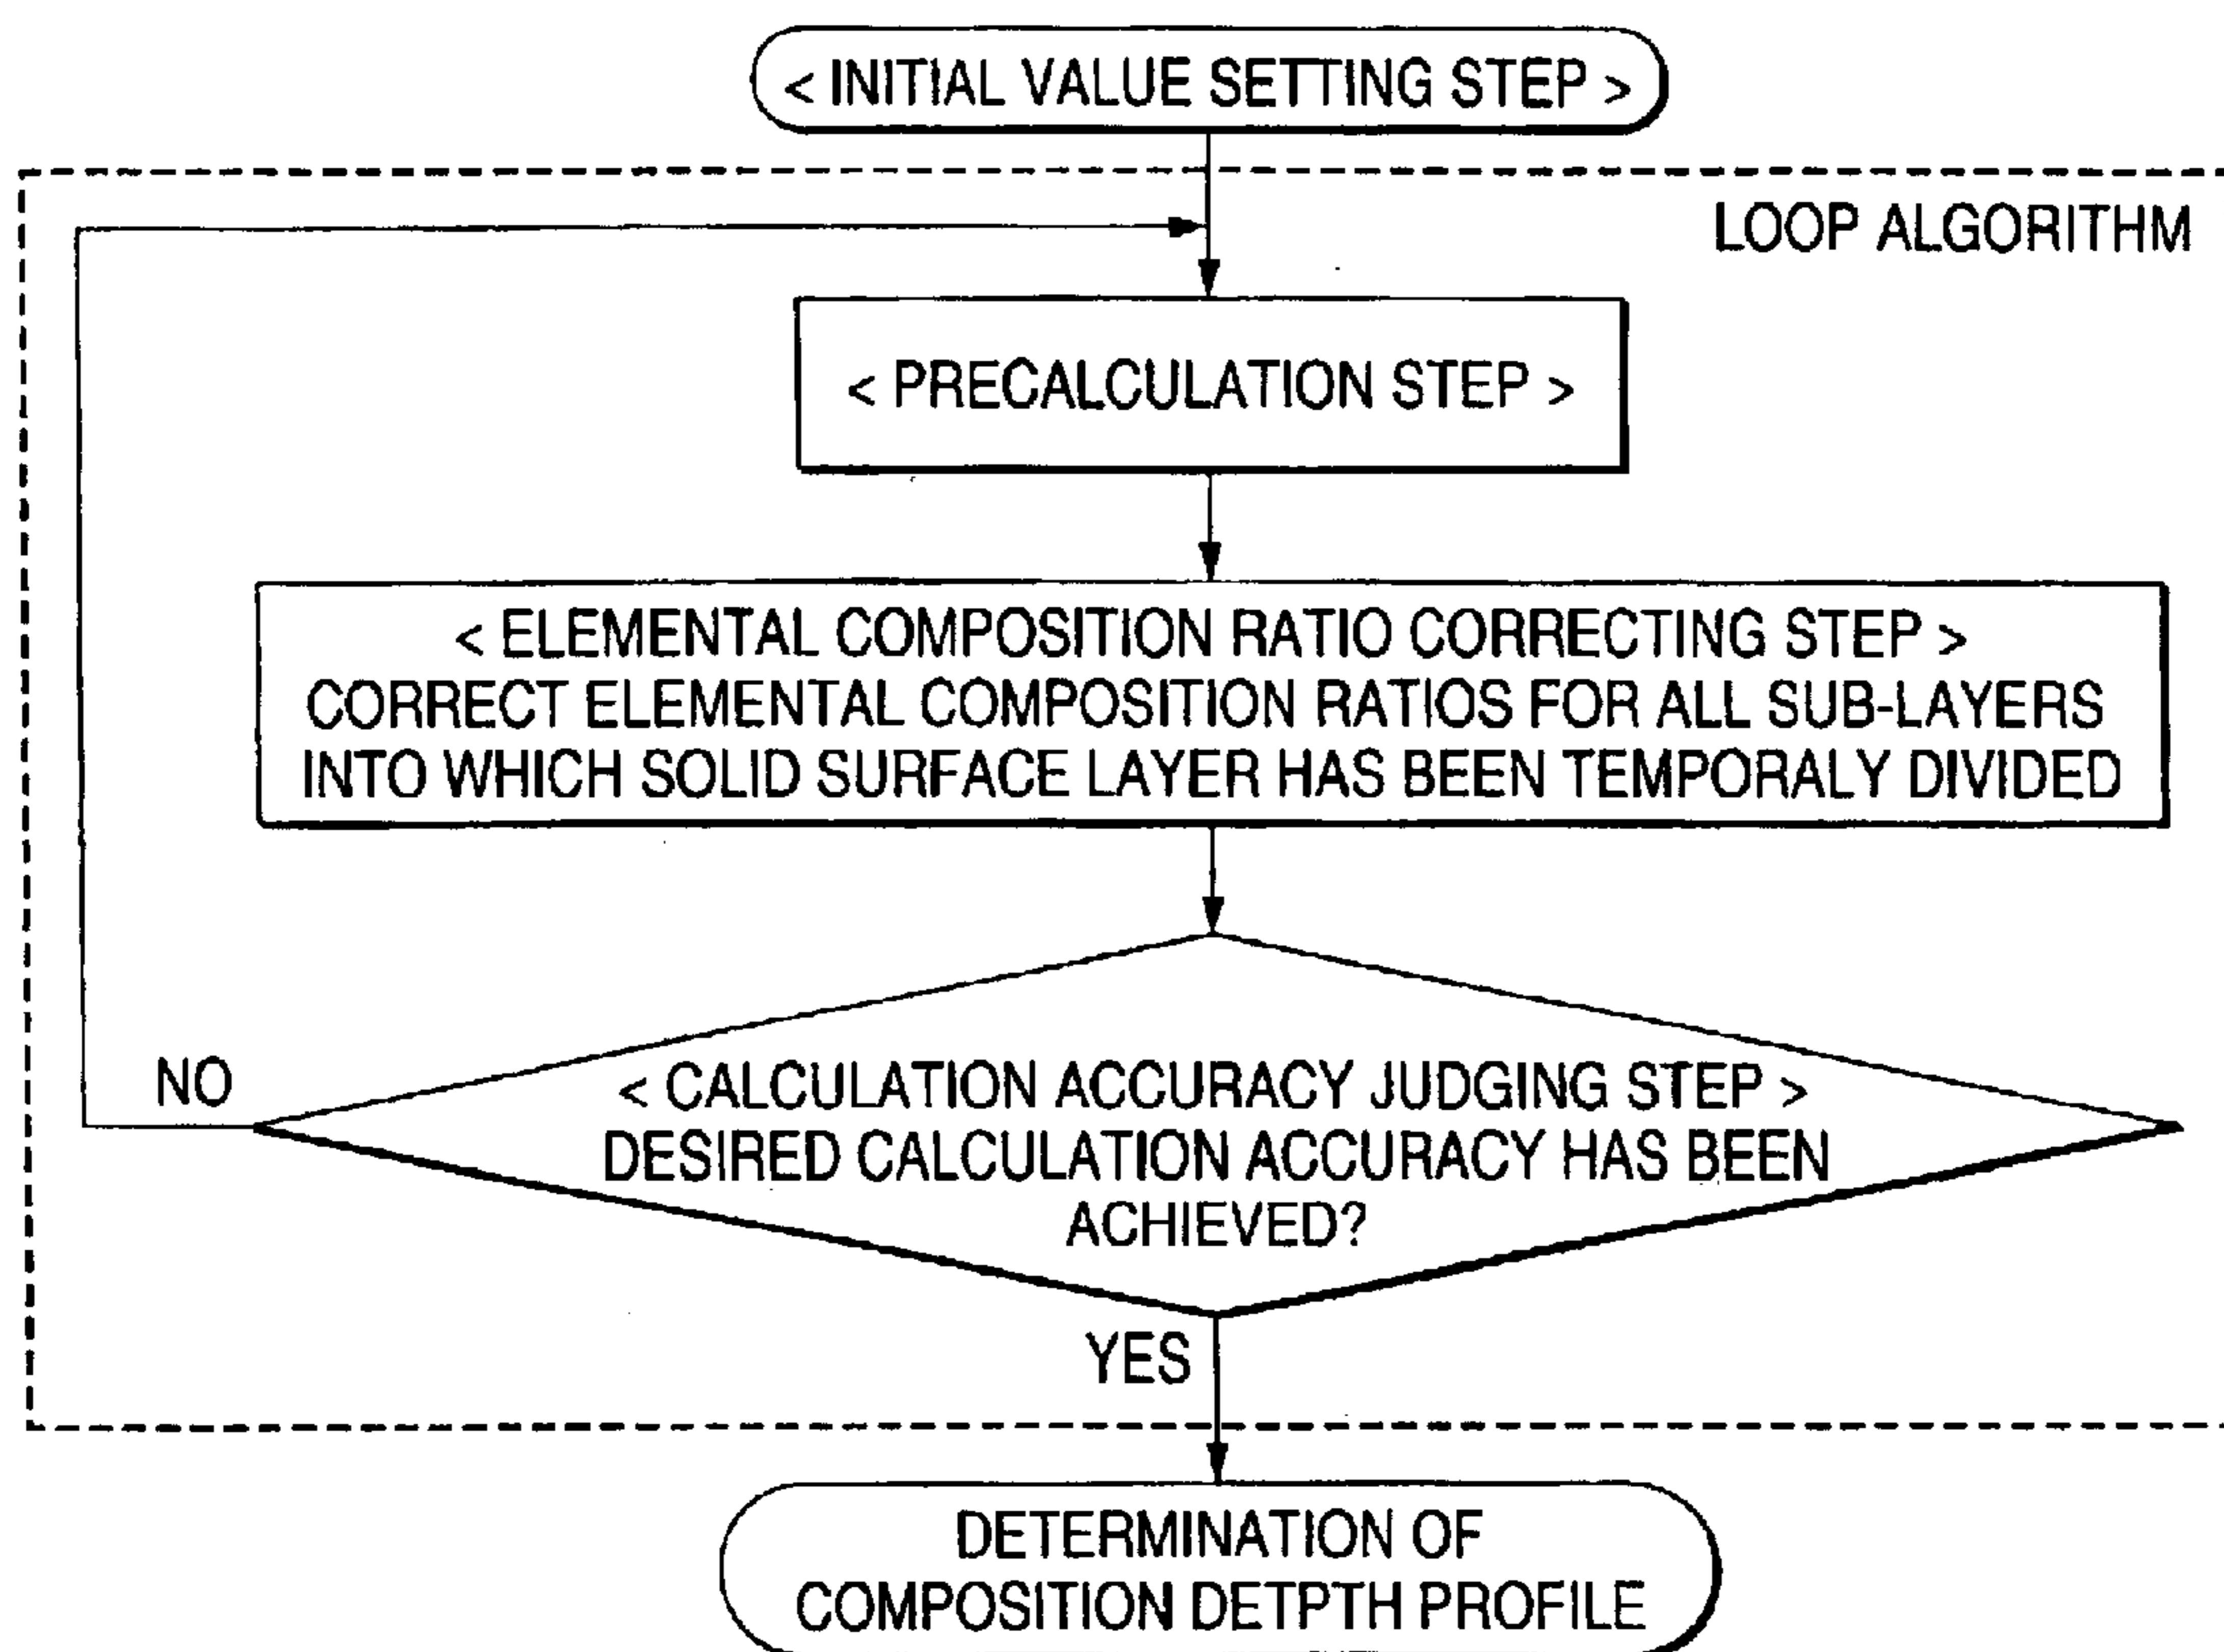 < INITIAL VALUE SETTING STEP >
LOOP ALGORITHM
< PRECALCULATION STEP >
< ELEMENTAL COMPOSITION RATIO CORRECTING STEP >
CORRECT ELEMENTAL COMPOSITION RATIOS FOR ALL SUB-LAYERS
INTO WHICH SOLID SURFACE LAYER HAS BEEN TEMPORALY DIVIDED
NO
< CALCULATION ACCURACY JUDGING STEP >
DESIRED CALCULATION ACCURACY HAS BEEN
ACHIEVED?
YES
DETERMINATION OF
COMPOSITION DETPTH PROFILE